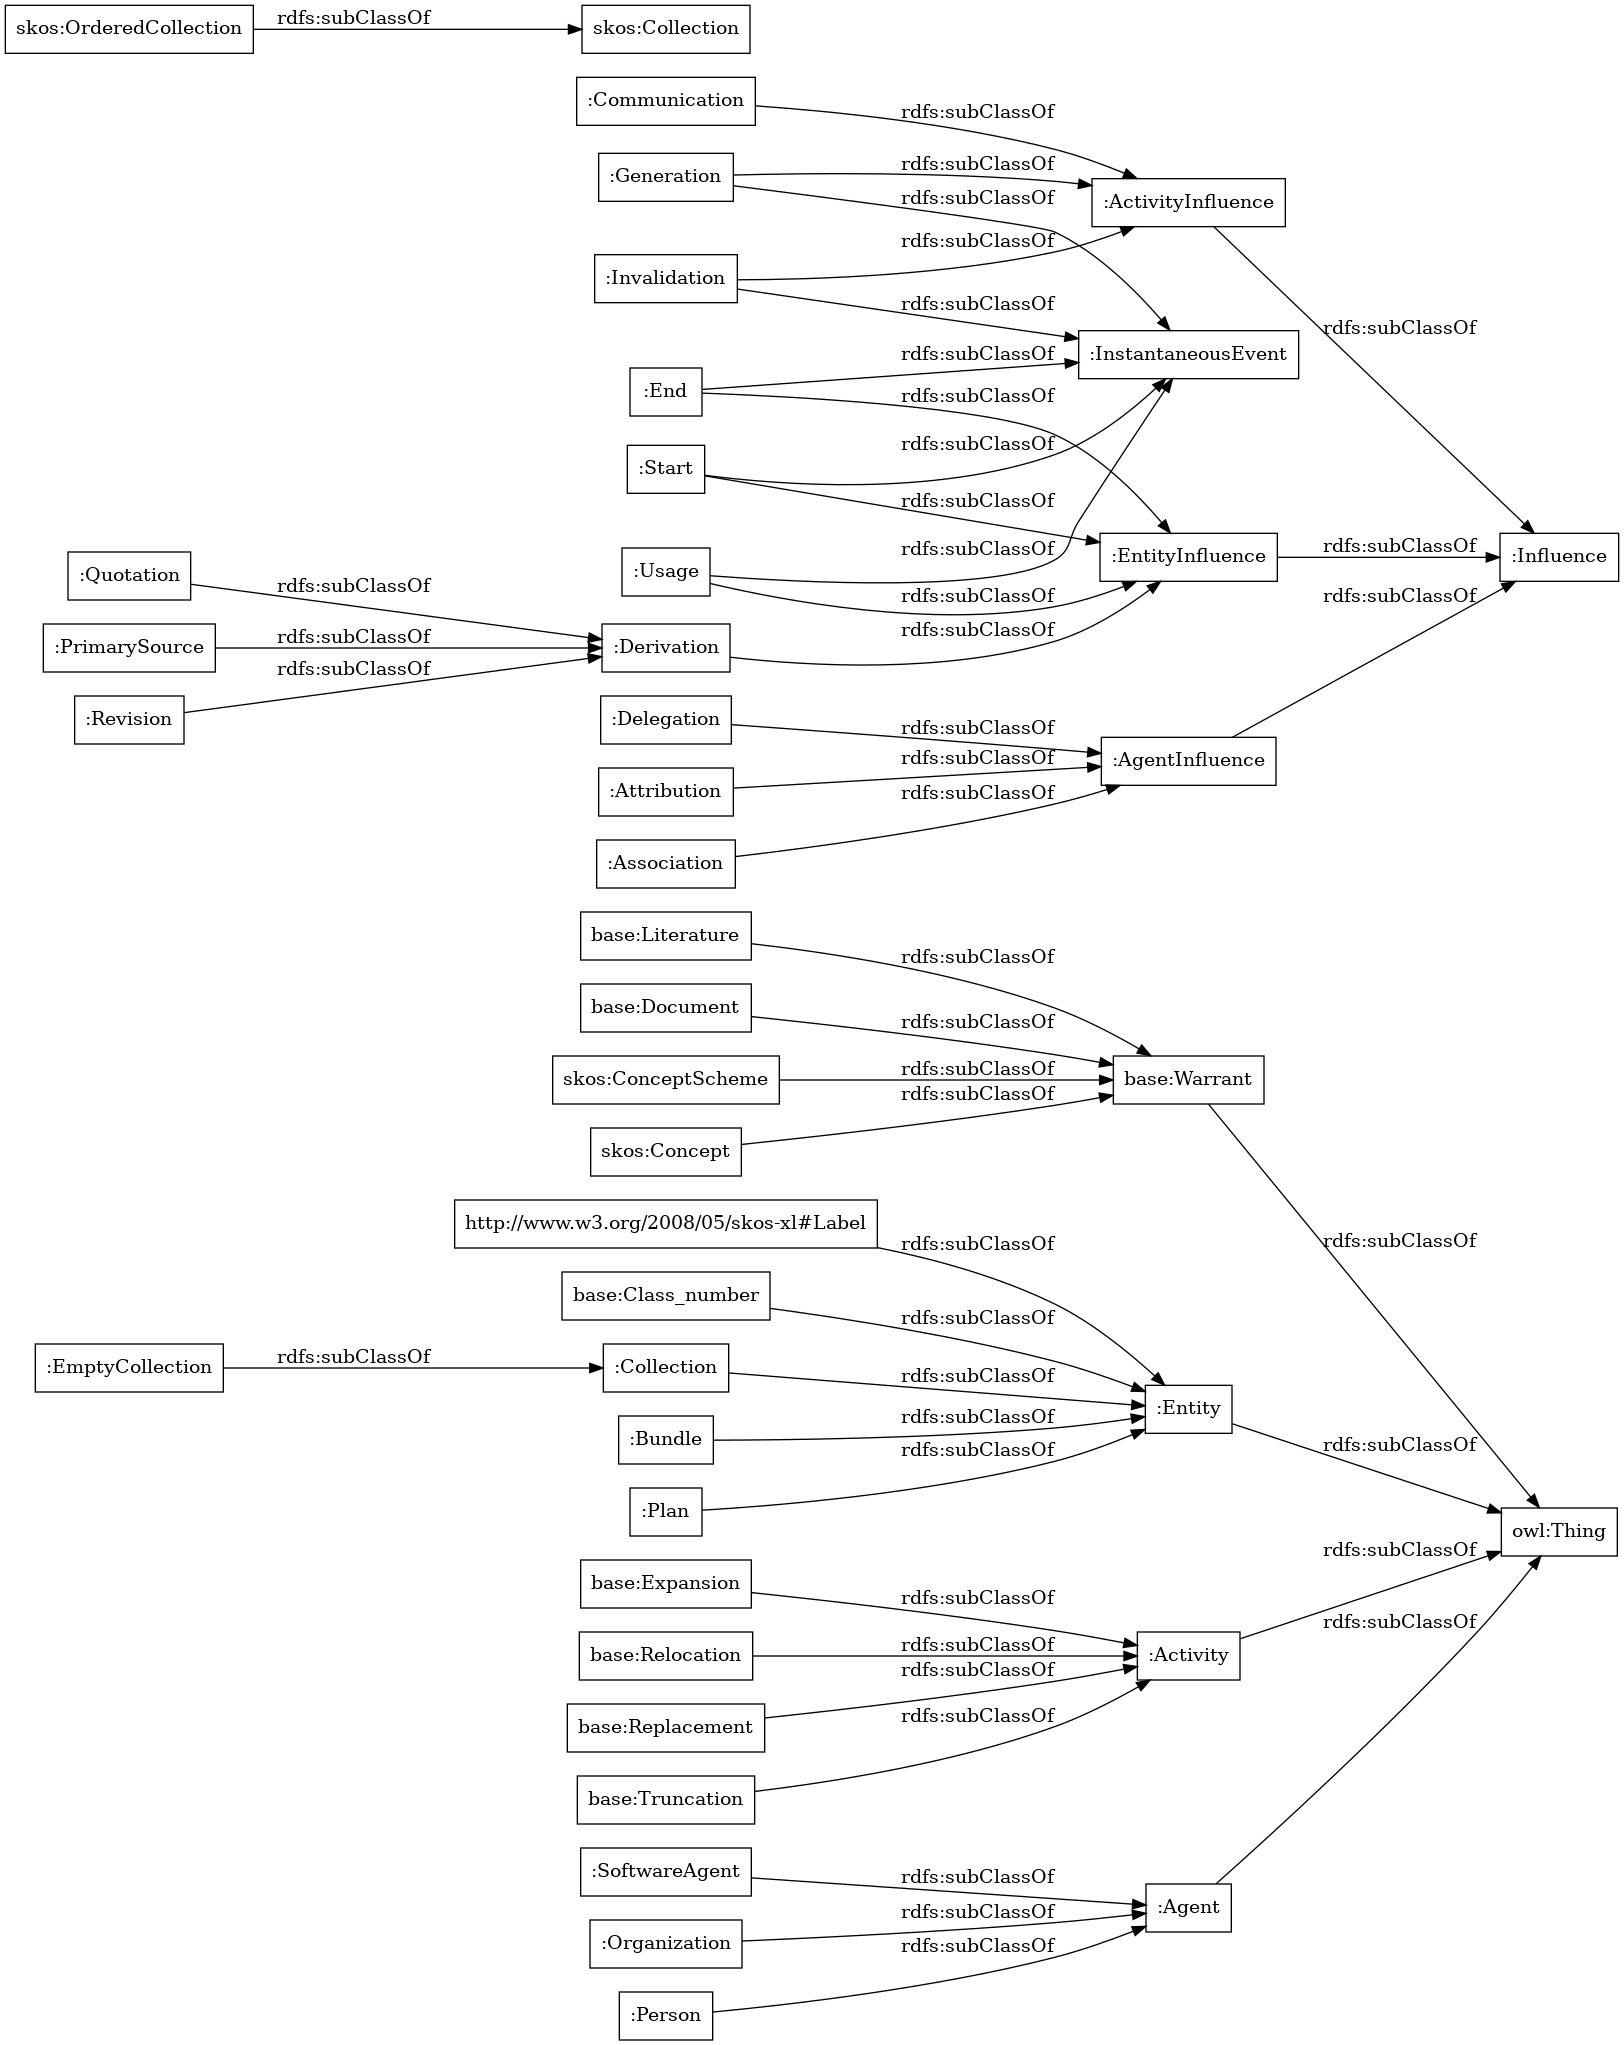 skos:OrderedCollection
rdfs:subClassOf
skos:Collection
:Communication
rdfs:subClassOf
:Generation
rdfs:subClassOf
rdfs:subClassOf
:ActivityInfluence
rdfs:subClassOf
:Invalidation
rdfs:subClassOf
rdfs:subClassOf
:InstantaneousEvent
rdfs:subClassOf
:End
rdfs:subClassOf
rdfs:subClassOf
:Start
rdfs:subClassOf
:Usage
rdfs:subClassOf
:EntityInfluence
rdfs:subClassOf
:Influence
:Quotation
rdfs:subClassOf
rdfs:subClassOf
rdfs:subClassOf
:PrimarySource
rdfs:subClassOf
:Derivation
rdfs:subClassOf
:Revision
rdfs:subClassOf
:Delegation
rdfs:subClassOf
:AgentInfluence
rdfs:subClassOf
:Attribution
rdfs:subClassOf
:Association
base:Literature
rdfs:subClassOf
base:Document
rdfs:subClassOf
skos:ConceptScheme
rdfs:subClassOf
base:Warrant
rdfs:subClassOf
skos:Concept
http://www.w3.org/2008/05/skos-xl#Label
rdfs:subClassOf
rdfs:subClassOf
base:Class_number
rdfs:subClassOf
:EmptyCollection
rdfs:subClassOf
:Collection
rdfs:subClassOf
:Entity
:Bundle
rdfs:subClassOf
rdfs:subClassOf
rdfs:subClassOf
:Plan
owl:Thing
base:Expansion
rdfs:subClassOf
rdfs:subClassOf
base:Relocation
rdfs:subClassOf
:Activity
rdfs:subClassOf
rdfs:subClassOf
base:Replacement
rdfs:subClassOf
base:Truncation
:SoftwareAgent
rdfs:subClassOf
:Agent
rdfs:subClassOf
:Organization
rdfs:subClassOf
:Person